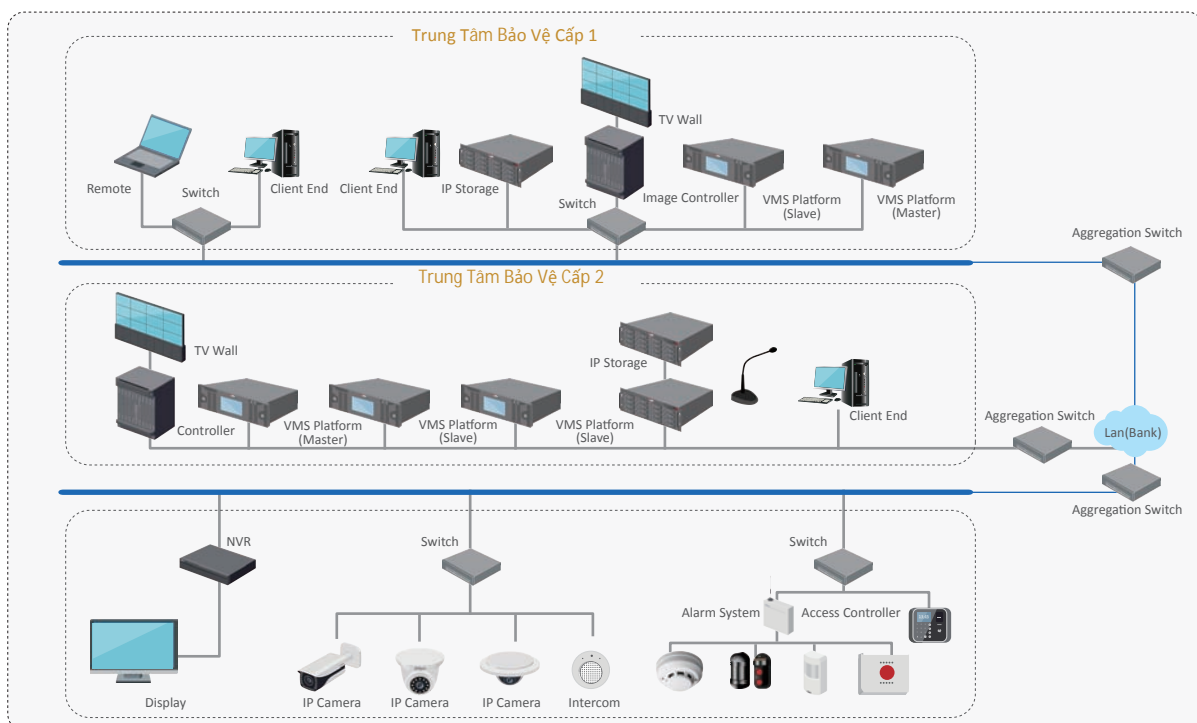 Trung Tâm Bảo Vệ Cấp 1
TV Wall
Remote
Switch
Client End
Client End
IP Storage
Switch
Image Controller
VMS Platform
(Slave)
VMS Platform
(Master)
Aggregation Switch
Trung Tâm Bảo Vệ Cấp 2
TV Wall
IP Storage
Controller
VMS Platform
(Master)
VMS Platform
(Slave)
VMS Platform
(Slave)
Client End
Aggregation Switch
Lan(Bank)
Aggregation Switch
NVR
Switch
Switch
Alarm System
Access Controller
Display
IP Camera
IP Camera
IP Camera
Intercom